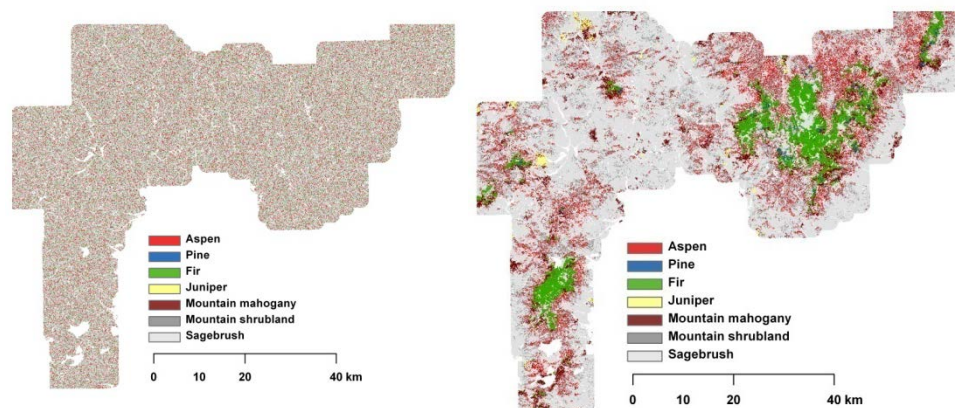 Aspen
Pine
Fir
Juniper
Mountain mahogany
Mountain shrubland
Sagebrush
0 10 20 40 km
Aspen
Pine
Fir
Juniper
Mountain mahogany
Mountain shrubland
Sagebrush
0 10 20 40 km